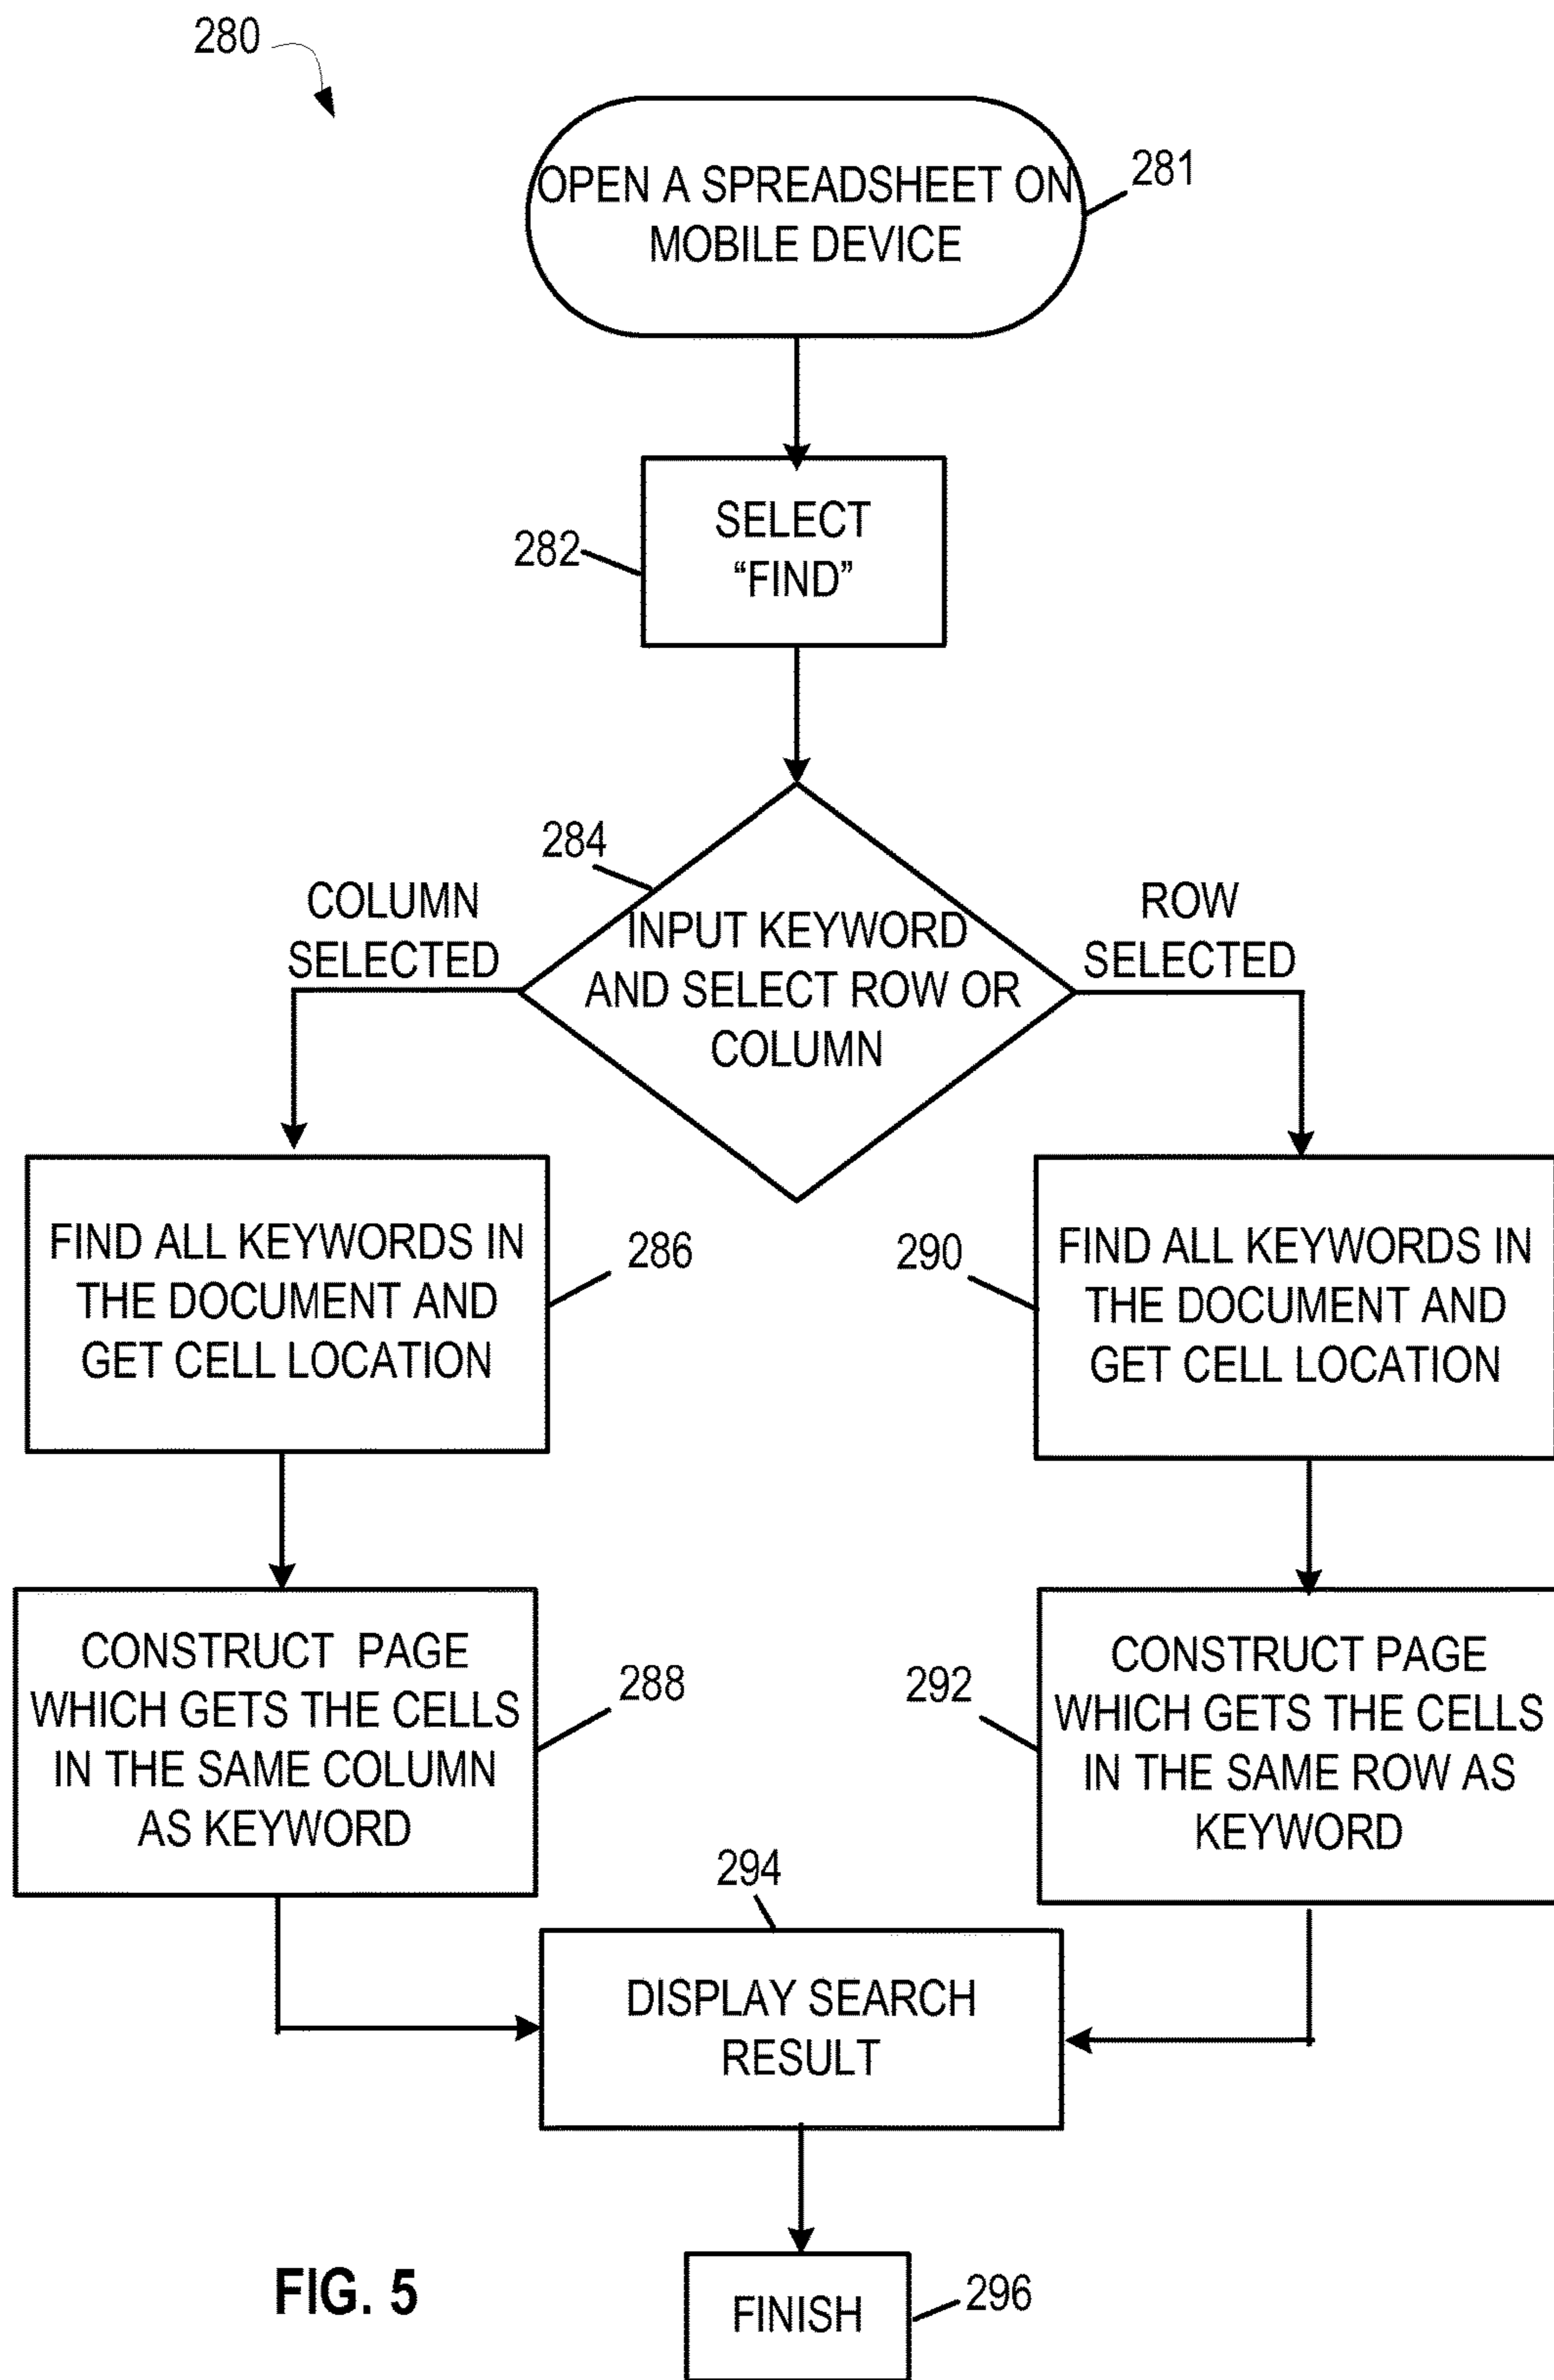 280
OPEN A SPREADSHEET ON
MOBILE DEVICE
281
SELECT
“FIND”
282
284
COLUMN
SELECTED
INPUT KEYWORD
AND SELECT ROW OR
COLUMN
ROW
SELECTED
FIND ALL KEYWORDS IN
THE DOCUMENT AND
GET CELL LOCATION
286
290
FIND ALL KEYWORDS IN
THE DOCUMENT AND
GET CELL LOCATION
CONSTRUCT PAGE
WHICH GETS THE CELLS
IN THE SAME COLUMN
AS KEYWORD
288
292
CONSTRUCT PAGE
WHICH GETS THE CELLS
IN THE SAME ROW AS
KEYWORD
294
DISPLAY SEARCH
RESULT
FINISH
296
FIG. 5